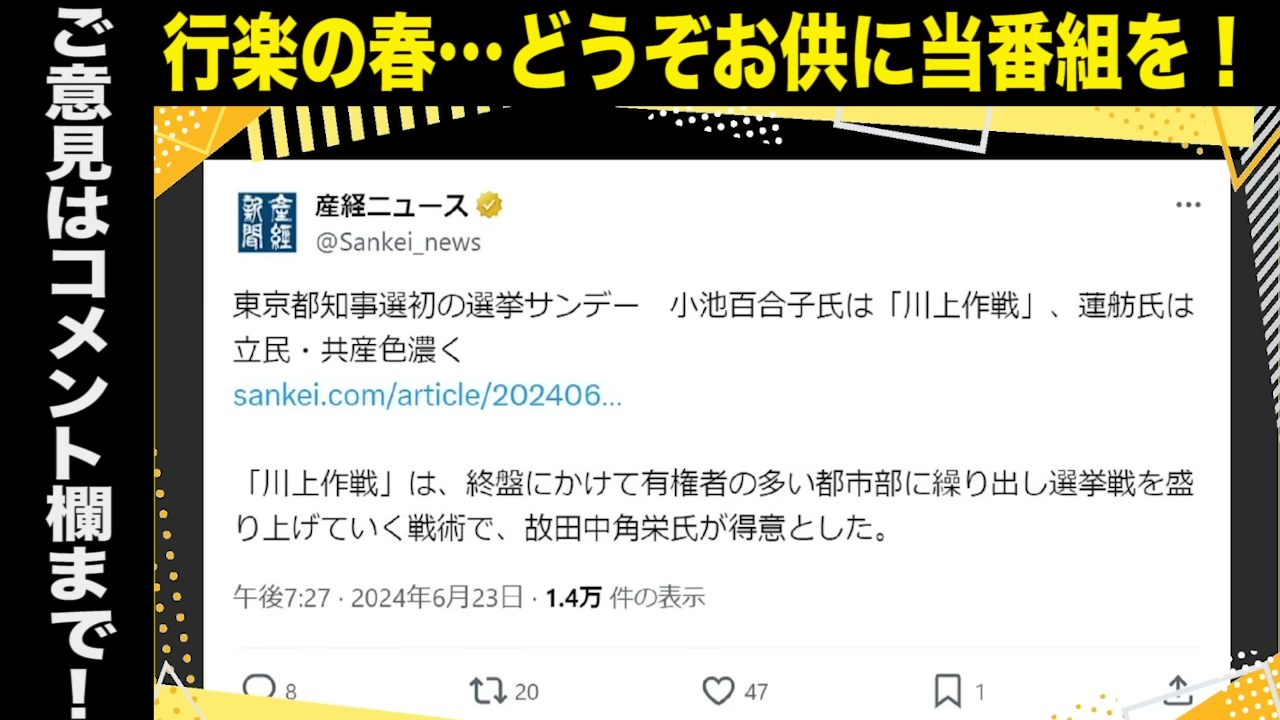 行楽の春…どうぞお供に当番組を！
ご意見はコメント欄まで！
産経新聞
産経ニュース
@Sankei_news
東京都知事選初の選挙サンデー　小池百合子氏は「川上作戦」、蓮舫氏は
立民・共産色濃く
sankei.com/article/202406…
「川上作戦」は、終盤にかけて有権者の多い都市部に繰り出し選挙戦を盛
り上げていく戦術で、故田中角栄氏が得意とした。
午後7:27 · 2024年6月23日 · 1.4万 件の表示
8 20 47 1